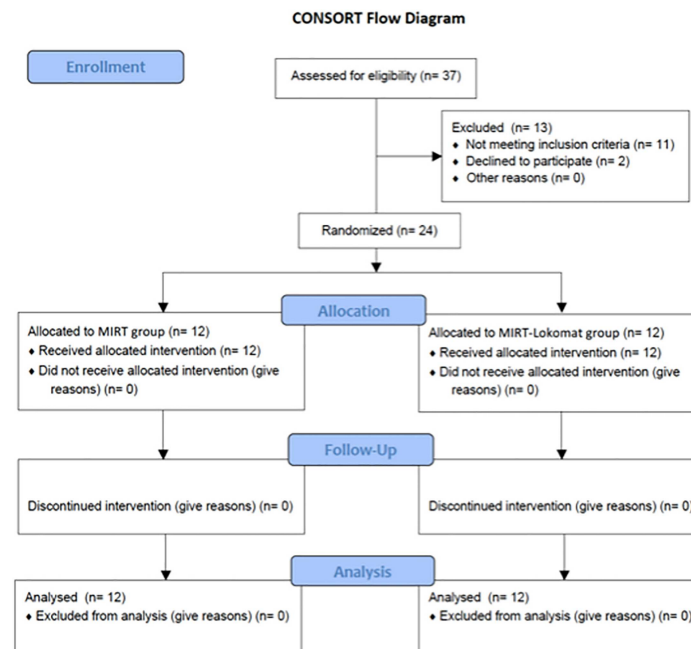 CONSORT Flow Diagram
Enrollment
Assessed for eligibility (n= 37)
Excluded (n= 13)
♦ Not meeting inclusion criteria (n= 11)
♦ Declined to participate (n= 2)
♦ Other reasons (n= 0)
Randomized (n= 24)
Allocation
Allocated to MIRT group (n= 12)
♦ Received allocated intervention (n= 12)
♦ Did not receive allocated intervention (give
reasons) (n= 0)
Allocated to MIRT-Lokomat group (n= 12)
♦ Received allocated intervention (n= 12)
♦ Did not receive allocated intervention (give
reasons) (n= 0)
Follow-Up
Discontinued intervention (give reasons) (n= 0)
Discontinued intervention (give reasons) (n= 0)
Analysis
Analysed (n= 12)
♦ Excluded from analysis (give reasons) (n= 0)
Analysed (n= 12)
♦ Excluded from analysis (give reasons) (n= 0)